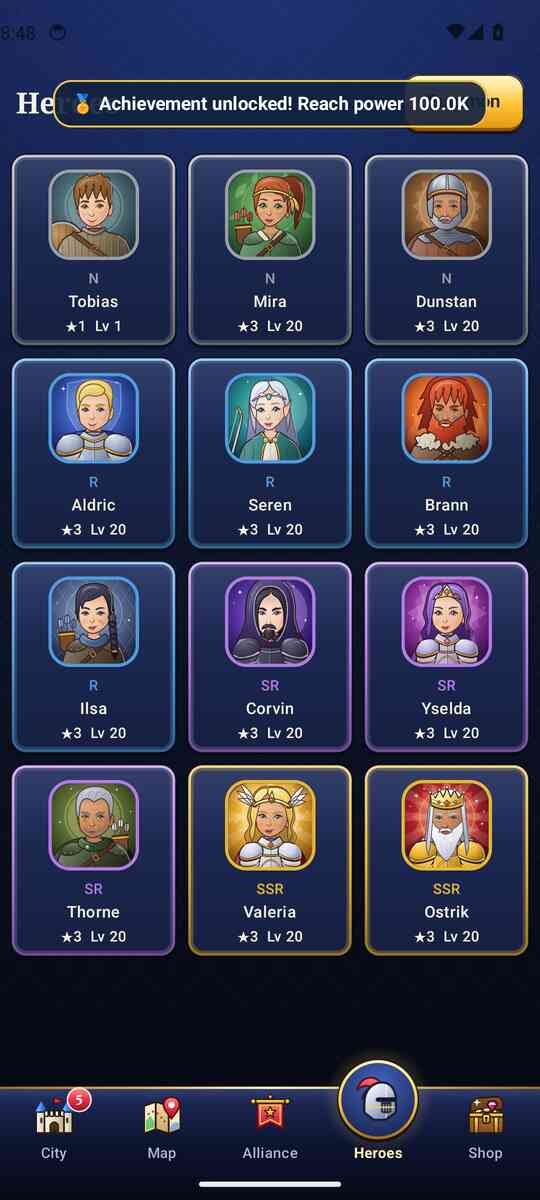 8:48
Heroes
🏅 Achievement unlocked! Reach power 100.0K
N
Tobias
★1 Lv 1
N
Mira
★3 Lv 20
N
Dunstan
★3 Lv 20
R
Aldric
★3 Lv 20
R
Seren
★3 Lv 20
R
Brann
★3 Lv 20
R
Ilsa
★3 Lv 20
SR
Corvin
★3 Lv 20
SR
Yselda
★3 Lv 20
SR
Thorne
★3 Lv 20
SSR
Valeria
★3 Lv 20
SSR
Ostrik
★3 Lv 20
5
City
Map
Alliance
Heroes
Shop